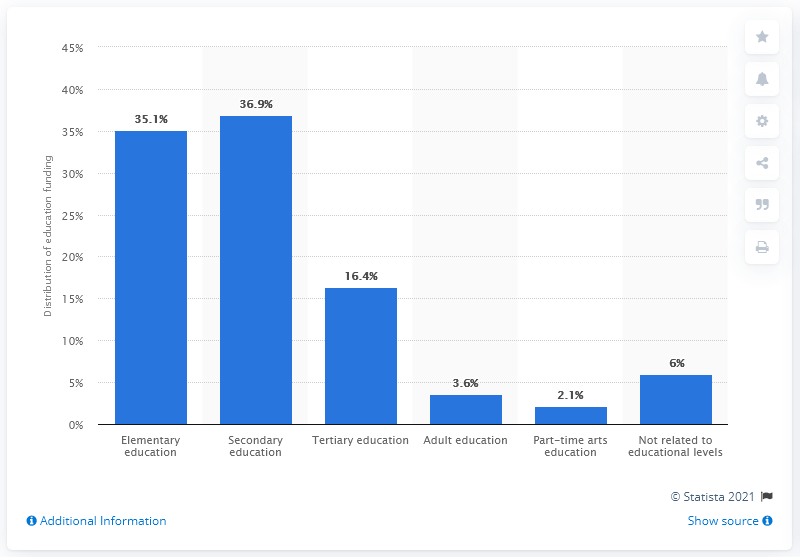 45%
40%
35%
30%
25%
20%
15%
10%
5%
0%
Distribution of education funding
35.1%
36.9%
16.4%
3.6%
2.1%
6%
Elementary
education
Secondary
education
Tertiary education
Adult education
Part-time arts
education
Not related to
educational levels
© Statista 2021
Additional Information
Show source